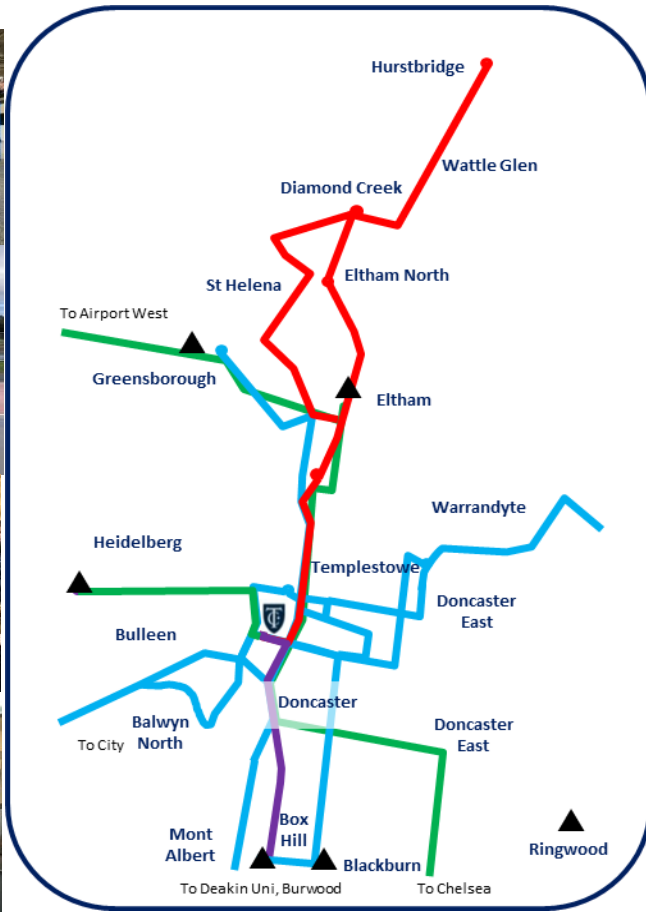 Hurstbridge
Wattle Glen
Diamond Creek
Eltham North
St Helena
To Airport West
Greensborough
Eltham
Warrandyte
Heidelberg
Templestowe
Doncaster
East
Bulleen
Doncaster
Balwyn
North
To City
Doncaster
East
Box
Hill
Mont
Albert
Ringwood
Blackburn
To Deakin Uni, Burwood
To Chelsea